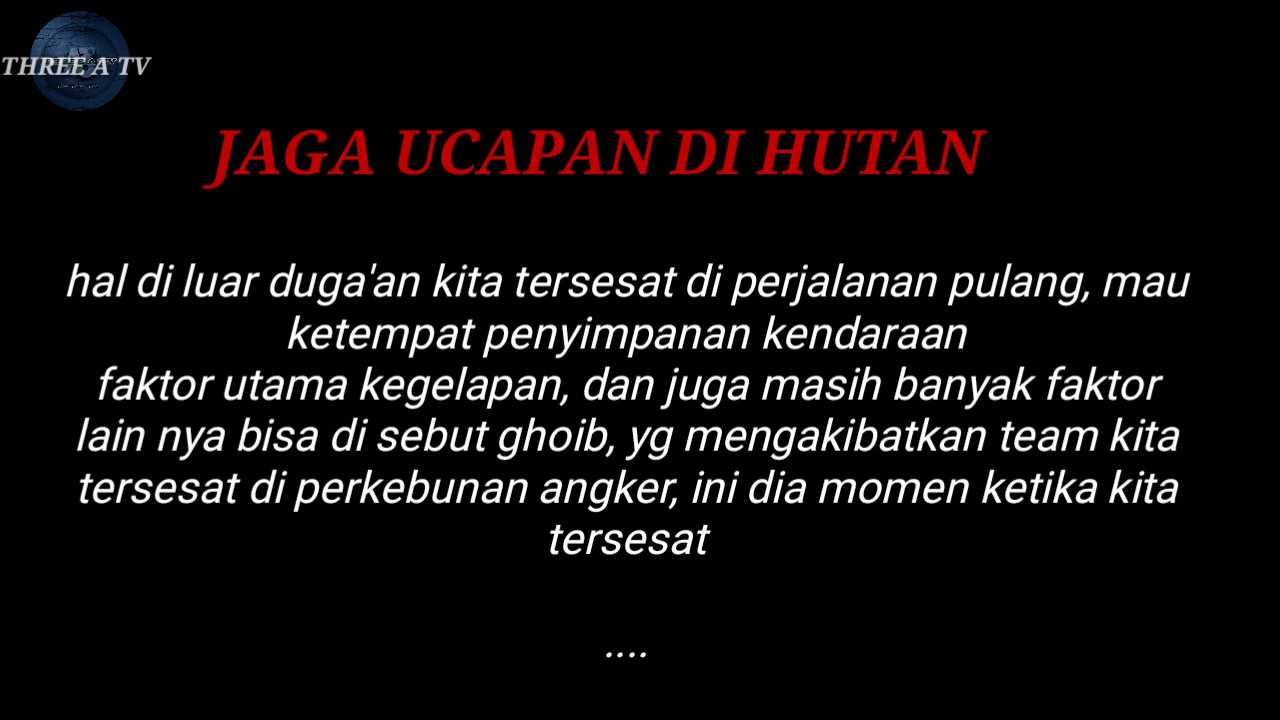 THREE A TV
JAGA UCAPAN DI HUTAN
hal di luar duga'an kita tersesat di perjalanan pulang, mau
ketempat penyimpanan kendaraan
faktor utama kegelapan, dan juga masih banyak faktor
lain nya bisa di sebut ghoib, yg mengakibatkan team kita
tersesat di perkebunan angker, ini dia momen ketika kita
tersesat
....